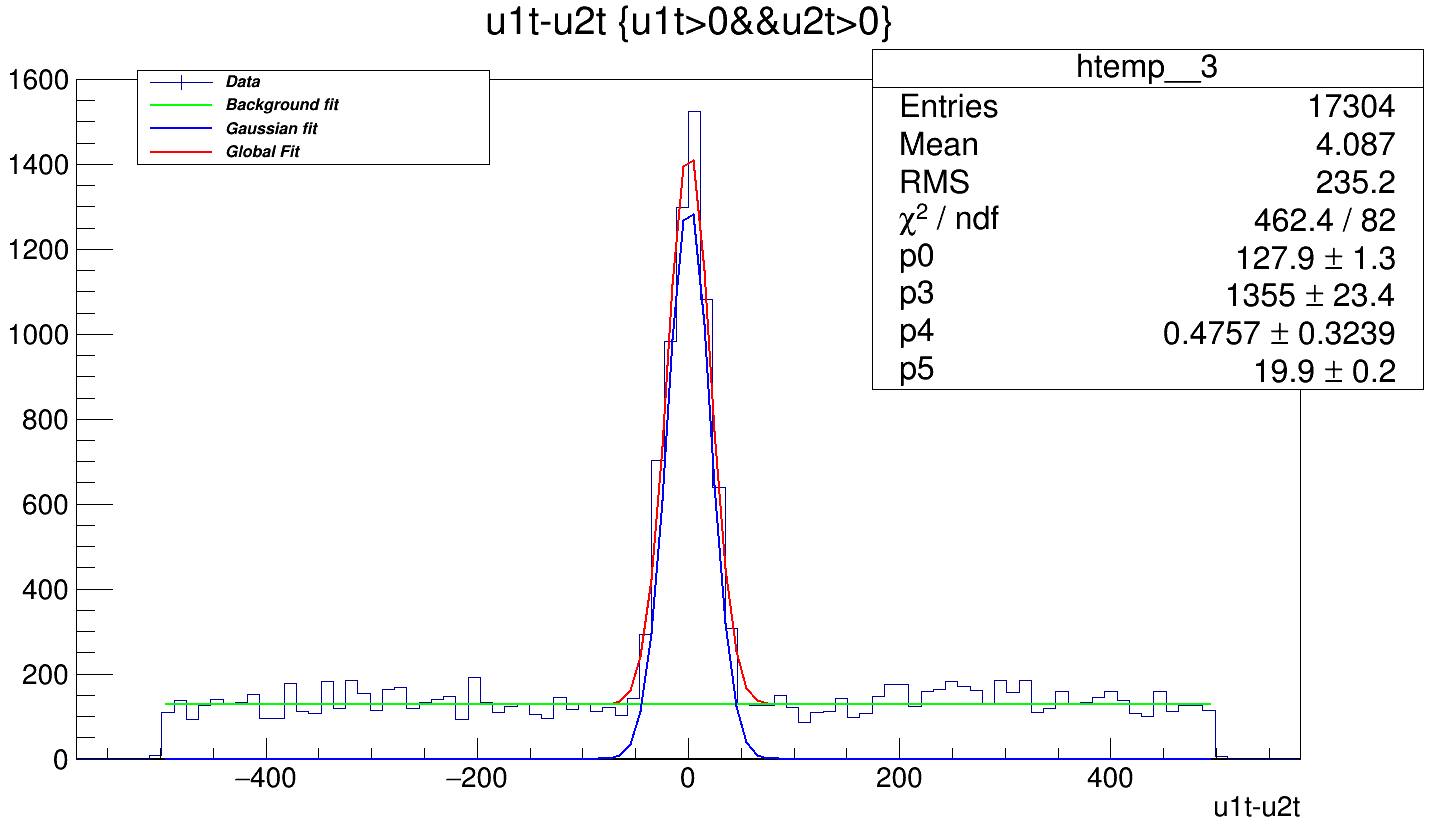 u1t-u2t {u1t>0&&u2t>0}
htemp__3
Entries 17304
Mean 4.087
RMS 235.2
χ² / ndf 462.4 / 82
p0 127.9 ± 1.3
p3 1355 ± 23.4
p4 0.4757 ± 0.3239
p5 19.9 ± 0.2
Data
Background fit
Gaussian fit
Global Fit
1600
1400
1200
1000
800
600
400
200
0
−400 −200 0 200 400
u1t-u2t